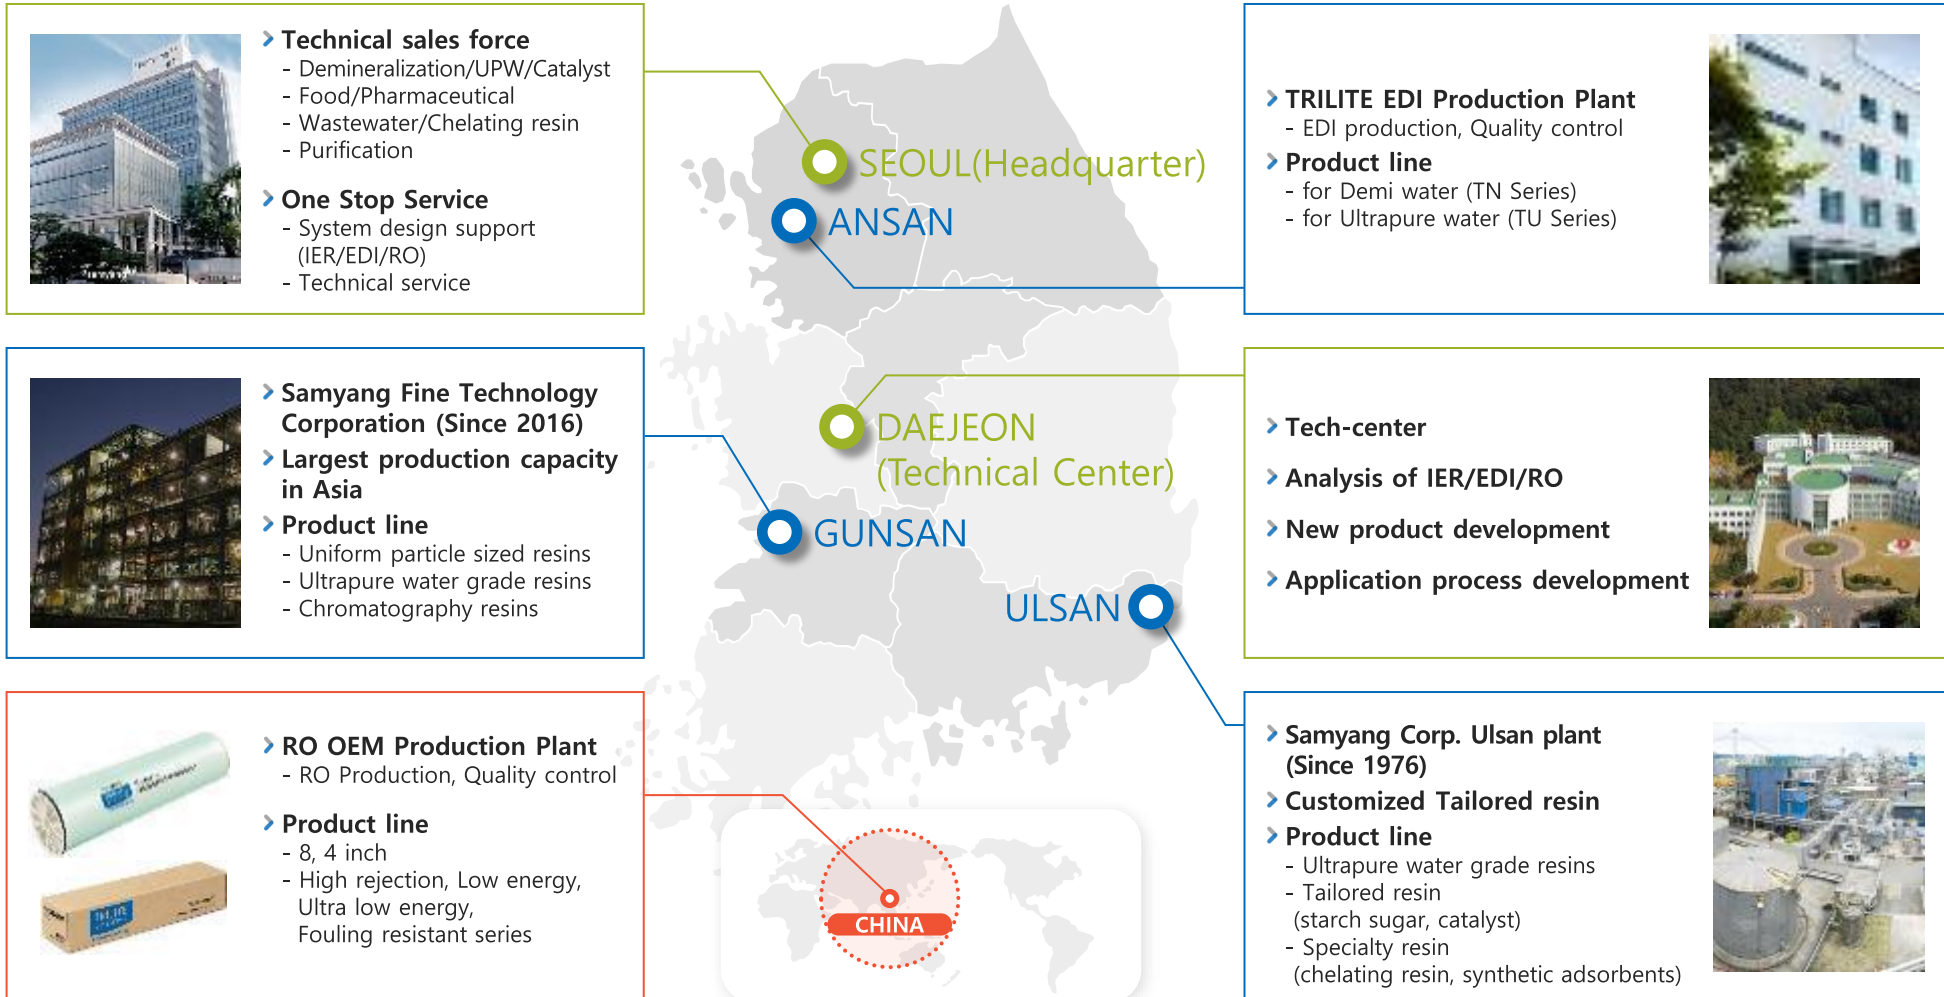 Technical sales force
- Demineralization/UPW/Catalyst
- Food/Pharmaceutical
- Wastewater/Chelating resin
- Purification
One Stop Service
- System design support
(IER/EDI/RO)
- Technical service
SEOUL(Headquarter)
ANSAN
TRILITE EDI Production Plant
- EDI production, Quality control
Product line
- for Demi water (TN Series)
- for Ultrapure water (TU Series)
Samyang Fine Technology
Corporation (Since 2016)
Largest production capacity
in Asia
Product line
- Uniform particle sized resins
- Ultrapure water grade resins
- Chromatography resins
DAEJEON
(Technical Center)
GUNSAN
ULSAN
Tech-center
Analysis of IER/EDI/RO
New product development
Application process development
RO OEM Production Plant
- RO Production, Quality control
Product line
- 8, 4 inch
- High rejection, Low energy,
Ultra low energy,
Fouling resistant series
CHINA
Samyang Corp. Ulsan plant
(Since 1976)
Customized Tailored resin
Product line
- Ultrapure water grade resins
- Tailored resin
(starch sugar, catalyst)
- Specialty resin
(chelating resin, synthetic adsorbents)